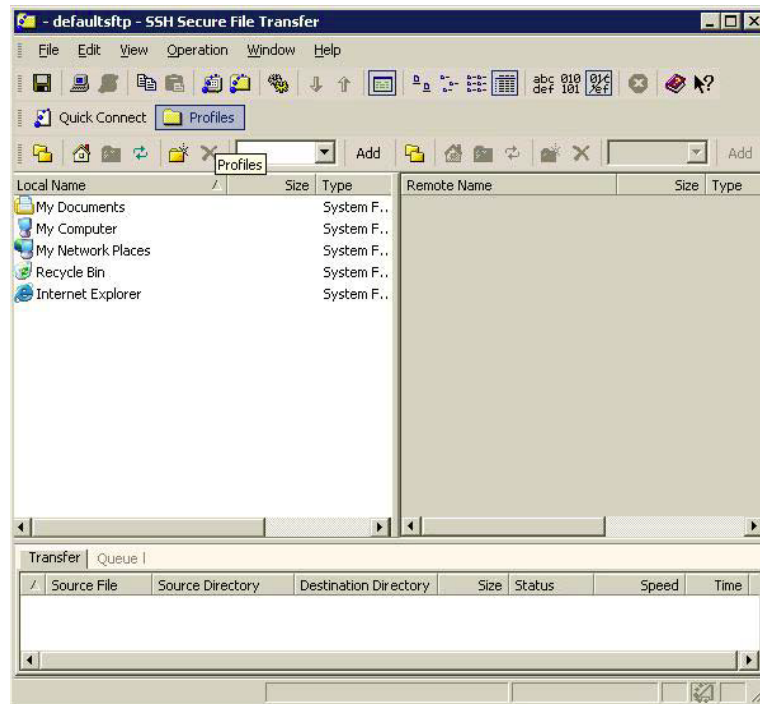 - defaultsftp - SSH Secure File Transfer
File Edit View Operation Window Help
abc def 010 101
Quick Connect Profiles
Add Add
Profiles
Local Name Size Type Remote Name Size Type
My Documents System F..
My Computer System F..
My Network Places System F..
Recycle Bin System F..
Internet Explorer System F..
Transfer Queue
Source File Source Directory Destination Directory Size Status Speed Time